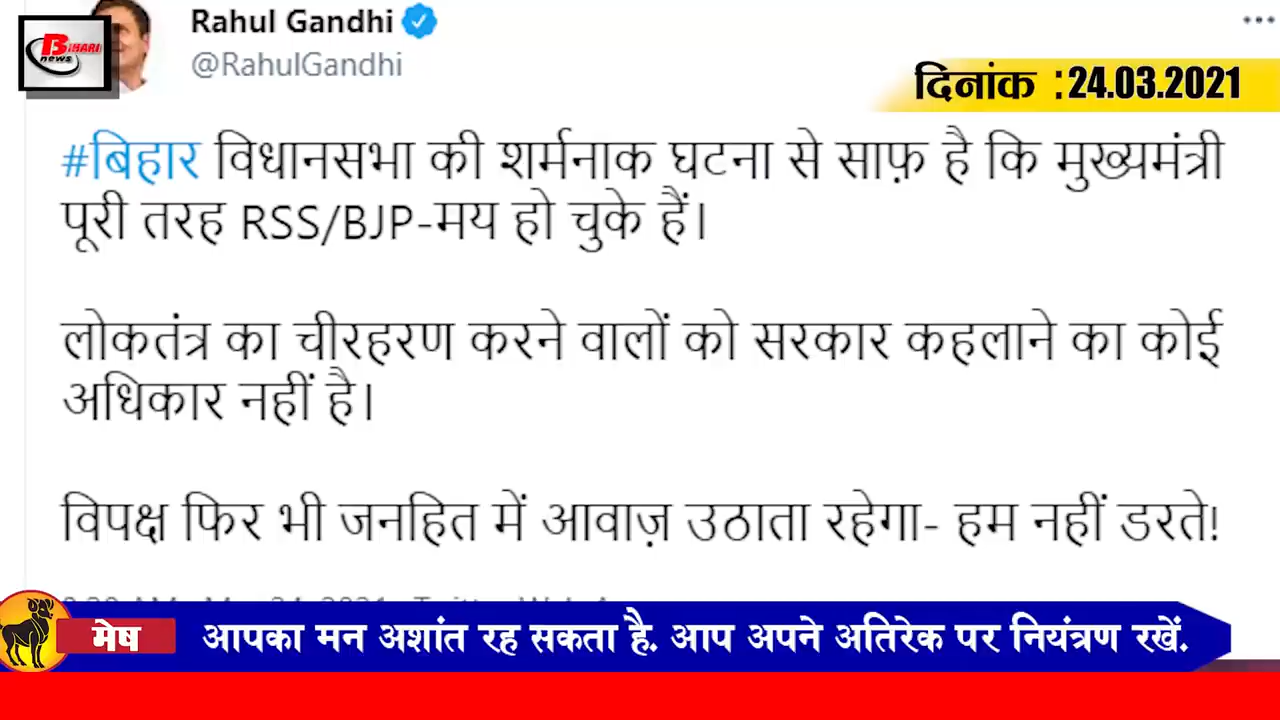 BIHARI
news
Rahul Gandhi
@RahulGandhi
दिनांक :24.03.2021
#बिहार विधानसभा की शर्मनाक घटना से साफ़ है कि मुख्यमंत्री
पूरी तरह RSS/BJP-मय हो चुके हैं।
लोकतंत्र का चीरहरण करने वालों को सरकार कहलाने का कोई
अधिकार नहीं है।
विपक्ष फिर भी जनहित में आवाज़ उठाता रहेगा- हम नहीं डरते!
मेष
आपका मन अशांत रह सकता है. आप अपने अतिरेक पर नियंत्रण रखें.